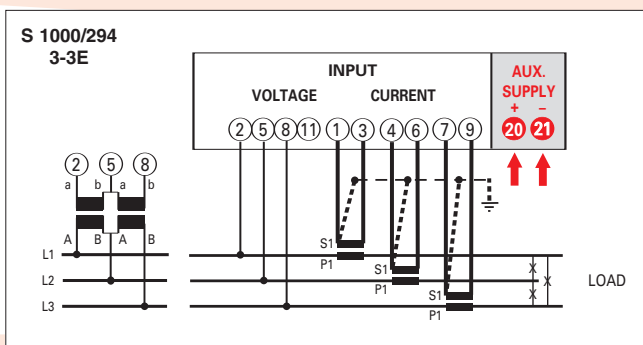 S 1000/294
3-3E
INPUT
VOLTAGE CURRENT
AUX.
SUPPLY
+ –
2 5 8 11 1 3 4 6 7 9 20 21
2 5 8
a b a b
A B A B
L1
L2
L3
S1
P1
S1
P1
S1
P1
X
X
X
LOAD